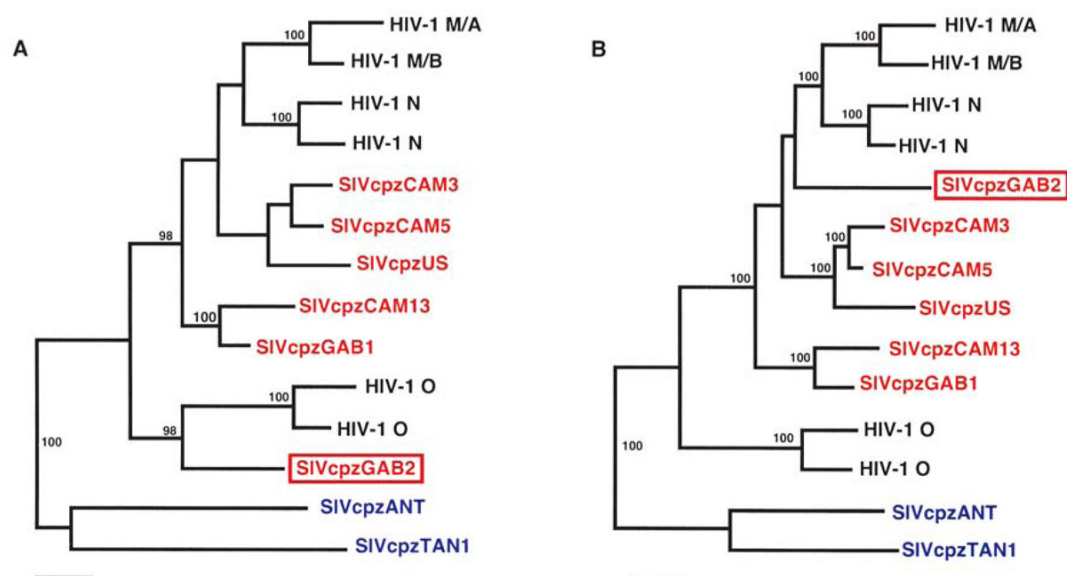 A
HIV-1 M/A
100
HIV-1 M/B
HIV-1 N
100
HIV-1 N
SIVcpzCAM3
SIVcpzCAM5
98
SIVcpzUS
SIVcpzCAM13
100
SIVcpzGAB1
HIV-1 O
100
HIV-1 O
98
SIVcpzGAB2
100
SIVcpzANT
SIVcpzTAN1
B
HIV-1 M/A
100
HIV-1 M/B
100
HIV-1 N
100
HIV-1 N
SIVcpzGAB2
SIVcpzCAM3
100
SIVcpzCAM5
100
100
SIVcpzUS
SIVcpzCAM13
100
SIVcpzGAB1
HIV-1 O
100
HIV-1 O
100
SIVcpzANT
SIVcpzTAN1